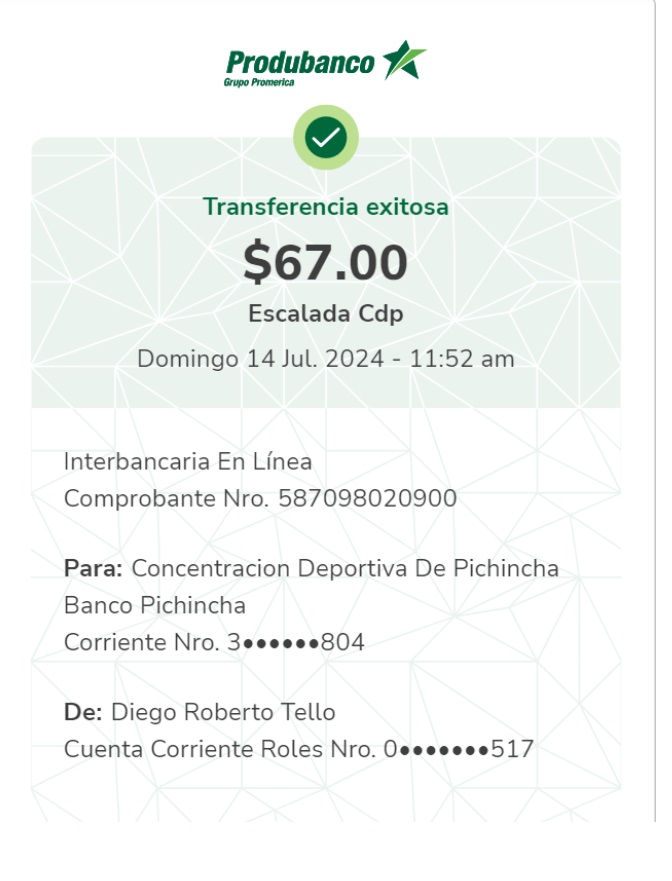 Produbanco
Grupo Promerica
Transferencia exitosa
$67.00
Escalada Cdp
Domingo 14 Jul. 2024 - 11:52 am
Interbancaria En Línea
Comprobante Nro. 587098020900
Para: Concentracion Deportiva De Pichincha
Banco Pichincha
Corriente Nro. 3••••••804
De: Diego Roberto Tello
Cuenta Corriente Roles Nro. 0•••••••517